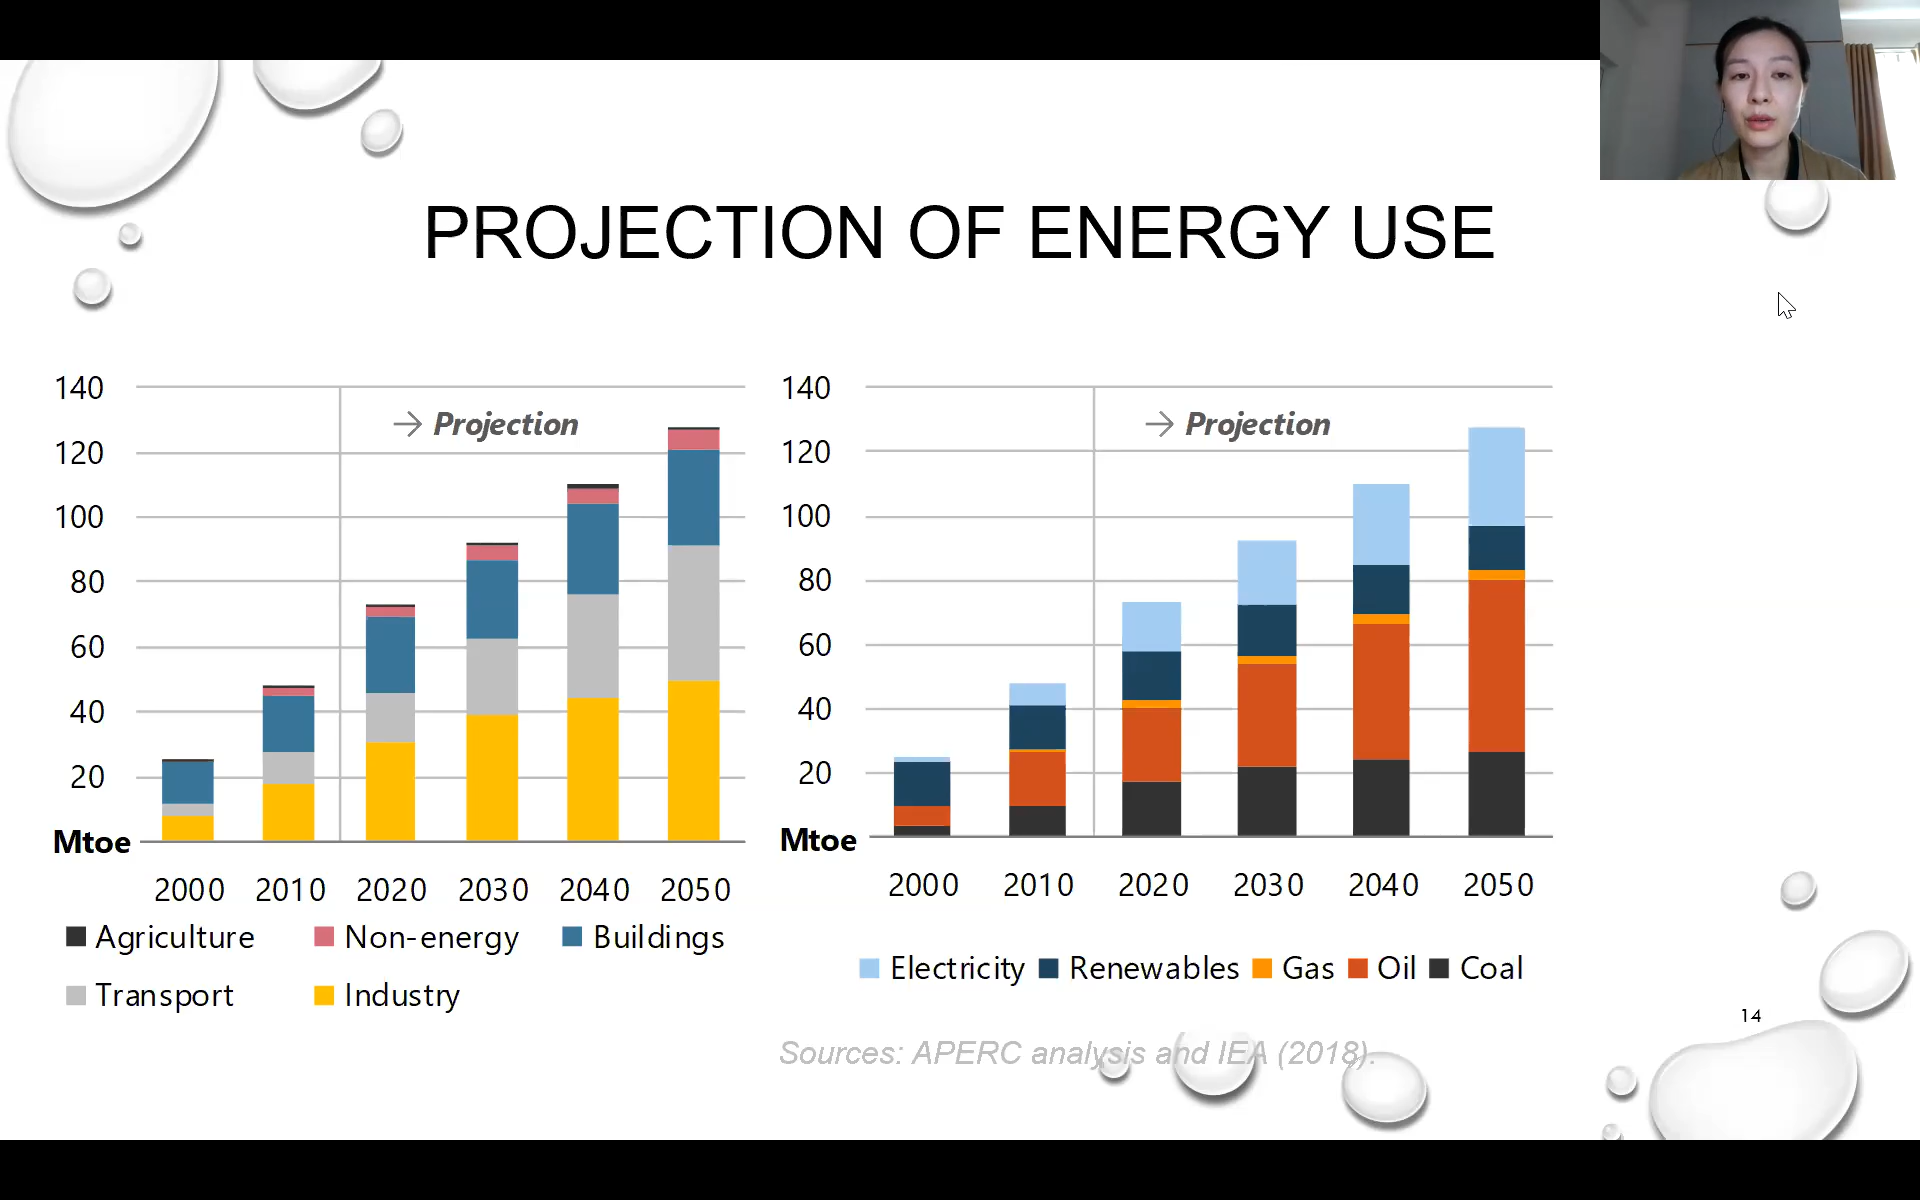 PROJECTION OF ENERGY USE
140
120
100
80
60
40
20
Mtoe
→ Projection
2000 2010 2020 2030 2040 2050
Agriculture Non-energy Buildings
Transport Industry
140
120
100
80
60
40
20
Mtoe
→ Projection
2000 2010 2020 2030 2040 2050
Electricity Renewables Gas Oil Coal
14
Sources: APERC analysis and IEA (2018).